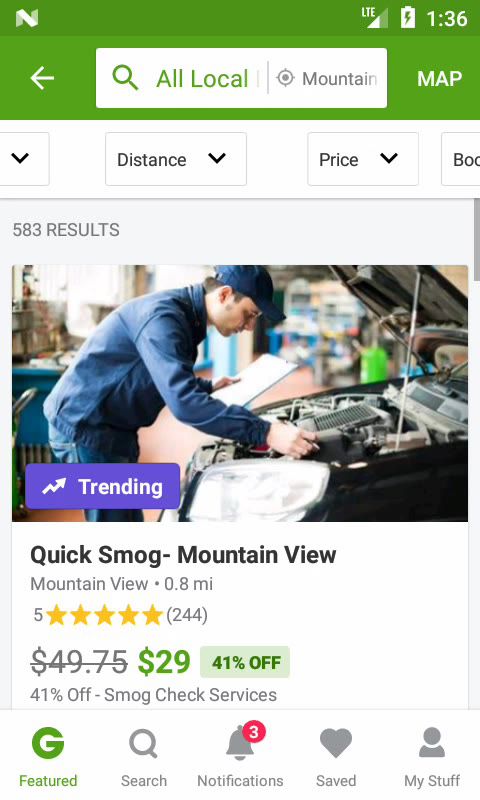 LTE 1:36
All Local Mountain MAP
Distance Price Boo
583 RESULTS
Trending
Quick Smog- Mountain View
Mountain View • 0.8 mi
5 (244)
$49.75 $29 41% OFF
41% Off - Smog Check Services
3
Featured Search Notifications Saved My Stuff